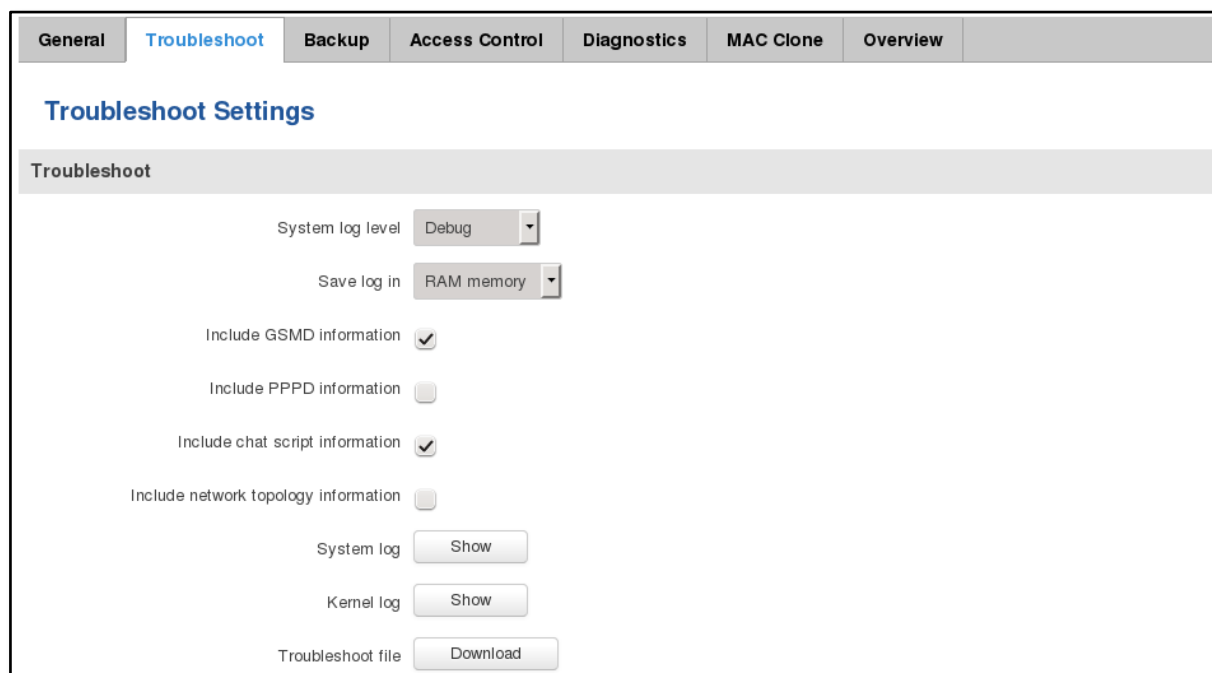 General Troubleshoot Backup Access Control Diagnostics MAC Clone Overview
Troubleshoot Settings
Troubleshoot
System log level Debug
Save log in RAM memory
Include GSMD information
Include PPPD information
Include chat script information
Include network topology information
System log Show
Kernel log Show
Troubleshoot file Download